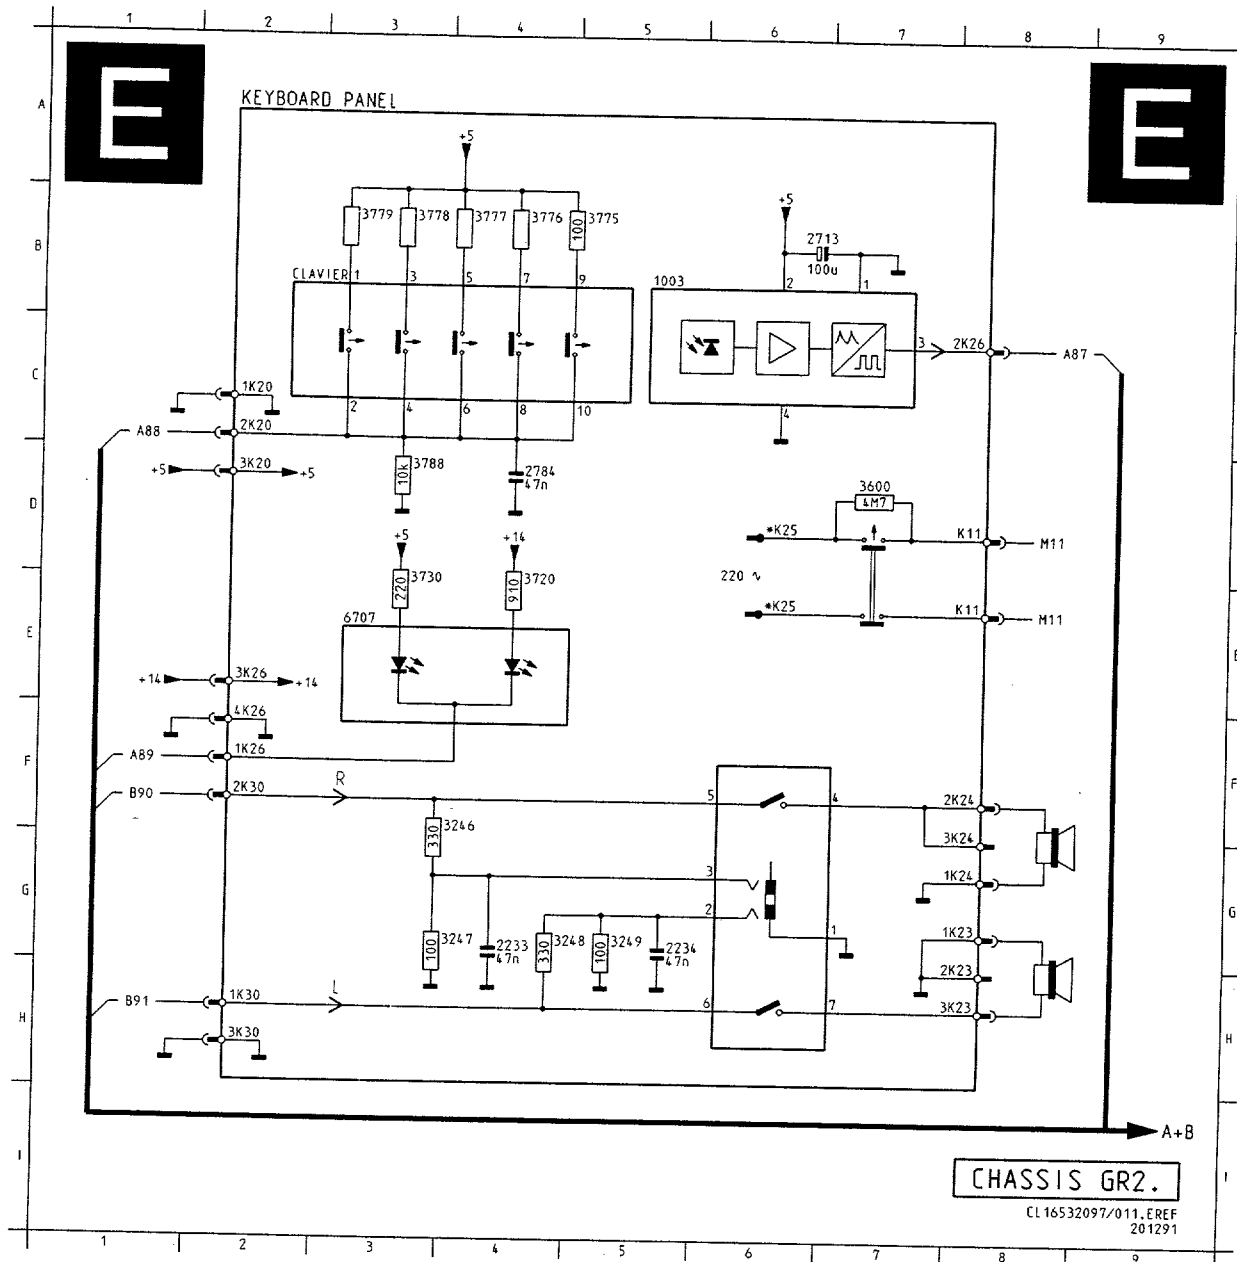 1 2 3 4 5 6 7 8 9
E E
A
KEYBOARD PANEL
+5
3779 3778 3777 3776 100 3775
+5
B
2713
100u
CLAVIER 1 3 5 7 9
1003 2 1
C
3 2K26 A87
1K20
2 4 6 8 10
4
A88 2K20
+5 3K20 +5
10k 3788
2784
47n
D
3600
4M7
*K25 K11 M11
+5 +14
220 3730
910 3720
220 ∿
*K25 K11 M11
E E
6707
+14 3K26 +14
4K26
F
A89 1K26
B90 2K30 R
5 4 2K24
F
330 3246
3K24
3
G
1K24
2
G
100 3247
2233
47n
330 3248
100 3249
2234
47n
1 1K23
2K23
B91 1K30 L
6 7 3K23
H H
3K30
A+B
I I
CHASSIS GR2.
CL16532097/011.EREF
201291
1 2 3 4 5 6 7 8 9